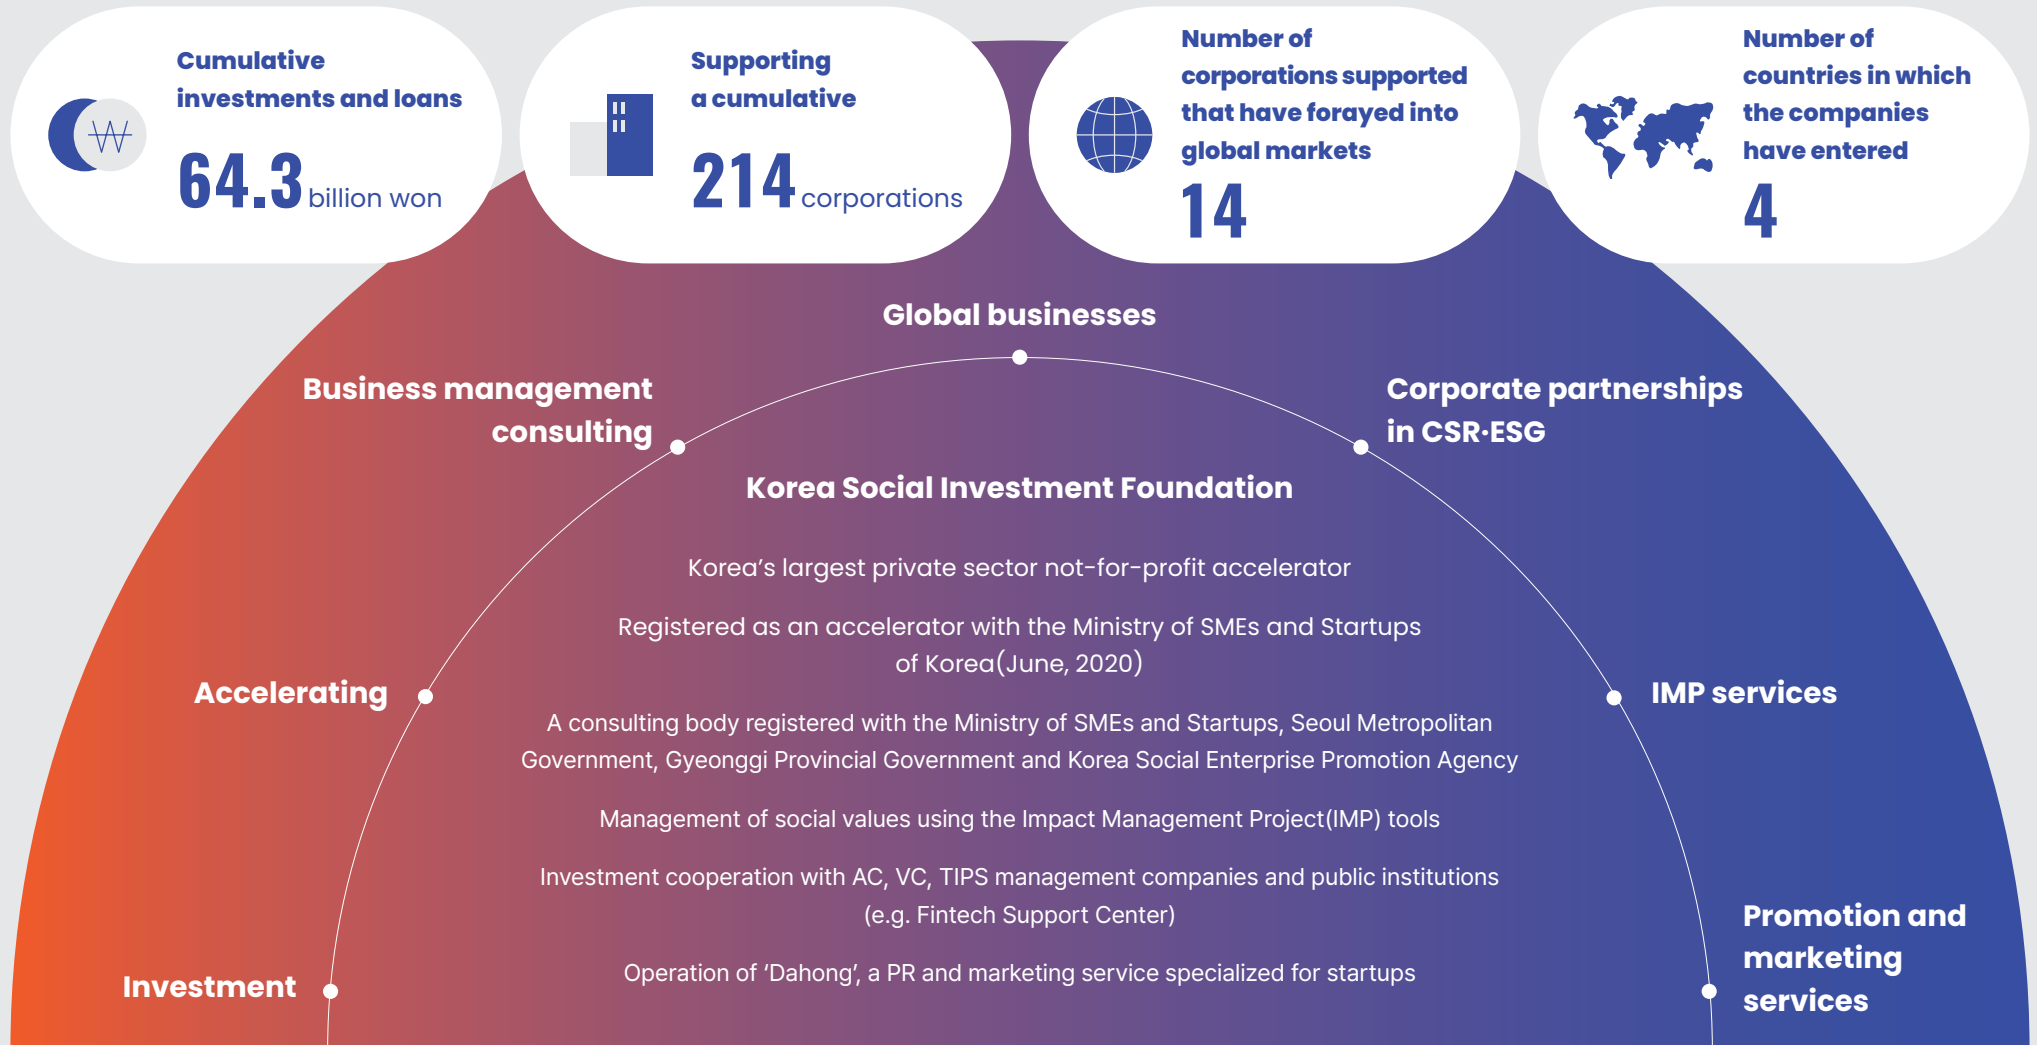 Cumulative
investments and loans
64.3 billion won
Supporting
a cumulative
214 corporations
Number of
corporations supported
that have forayed into
global markets
14
Number of
countries in which
the companies
have entered
4
Global businesses
Business management
consulting
Corporate partnerships
in CSR·ESG
Korea Social Investment Foundation
Korea’s largest private sector not-for-profit accelerator
Registered as an accelerator with the Ministry of SMEs and Startups
of Korea(June, 2020)
Accelerating
IMP services
A consulting body registered with the Ministry of SMEs and Startups, Seoul Metropolitan
Government, Gyeonggi Provincial Government and Korea Social Enterprise Promotion Agency
Management of social values using the Impact Management Project(IMP) tools
Investment cooperation with AC, VC, TIPS management companies and public institutions
(e.g. Fintech Support Center)
Operation of ‘Dahong’, a PR and marketing service specialized for startups
Investment
Promotion and
marketing
services